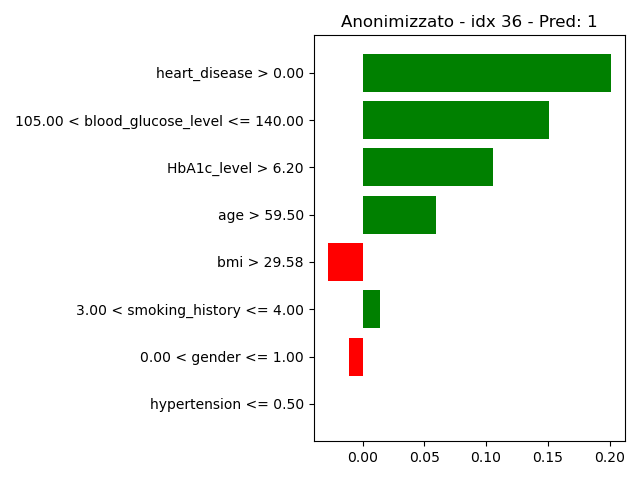 Anonimizzato - idx 36 - Pred: 1
heart_disease > 0.00
105.00 < blood_glucose_level <= 140.00
HbA1c_level > 6.20
age > 59.50
bmi > 29.58
3.00 < smoking_history <= 4.00
0.00 < gender <= 1.00
hypertension <= 0.50
0.00 0.05 0.10 0.15 0.20